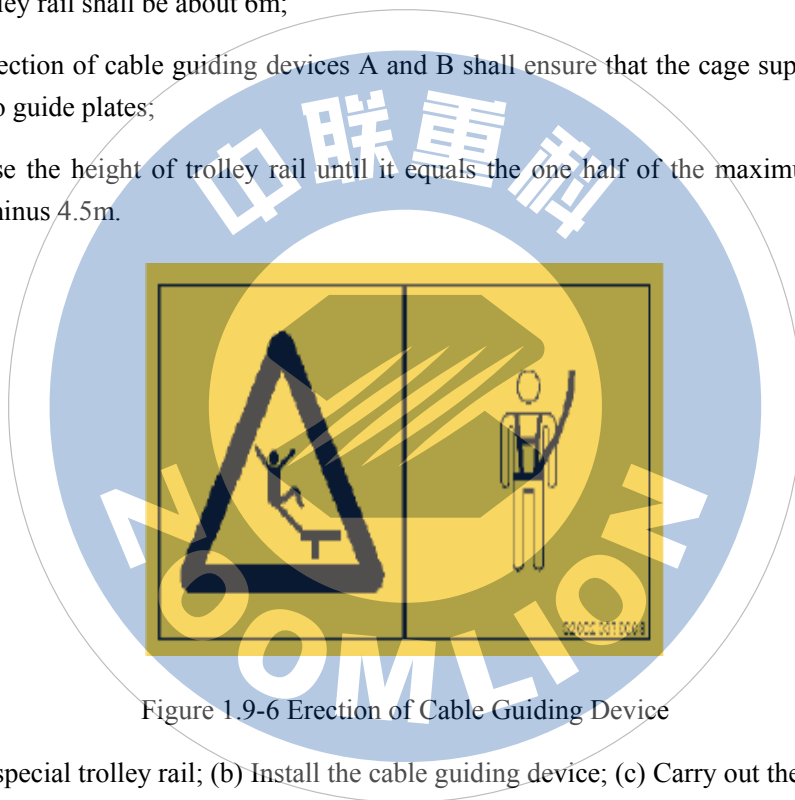 ley rail shall be about 6m;
ection of cable guiding devices A and B shall ensure that the cage sup
o guide plates;
se the height of trolley rail until it equals the one half of the maximu
ninus 4.5m.
中联重科
ZOOMLION
Figure 1.9-6 Erection of Cable Guiding Device
special trolley rail; (b) Install the cable guiding device; (c) Carry out the